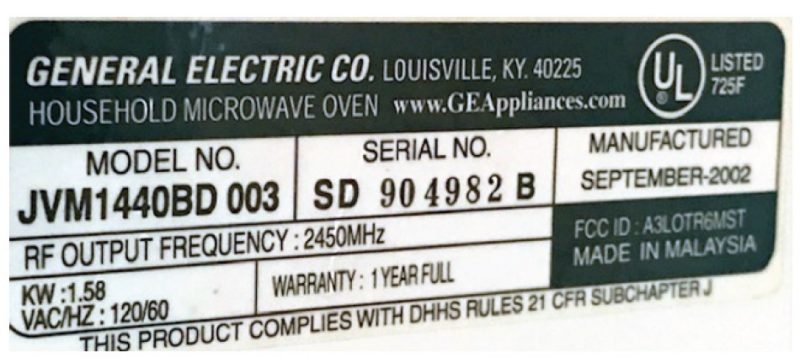 GENERAL ELECTRIC CO. LOUISVILLE, KY. 40225
HOUSEHOLD MICROWAVE OVEN www.GEAppliances.com
UL ® LISTED
725F
MODEL NO.
JVM1440BD 003
SERIAL NO.
SD 904982 B
MANUFACTURED
SEPTEMBER-2002
RF OUTPUT FREQUENCY : 2450MHz
FCC ID : A3LOTR6MST
MADE IN MALAYSIA
KW :1.58
VAC/HZ : 120/60
WARRANTY : 1 YEAR FULL
THIS PRODUCT COMPLIES WITH DHHS RULES 21 CFR SUBCHAPTER J